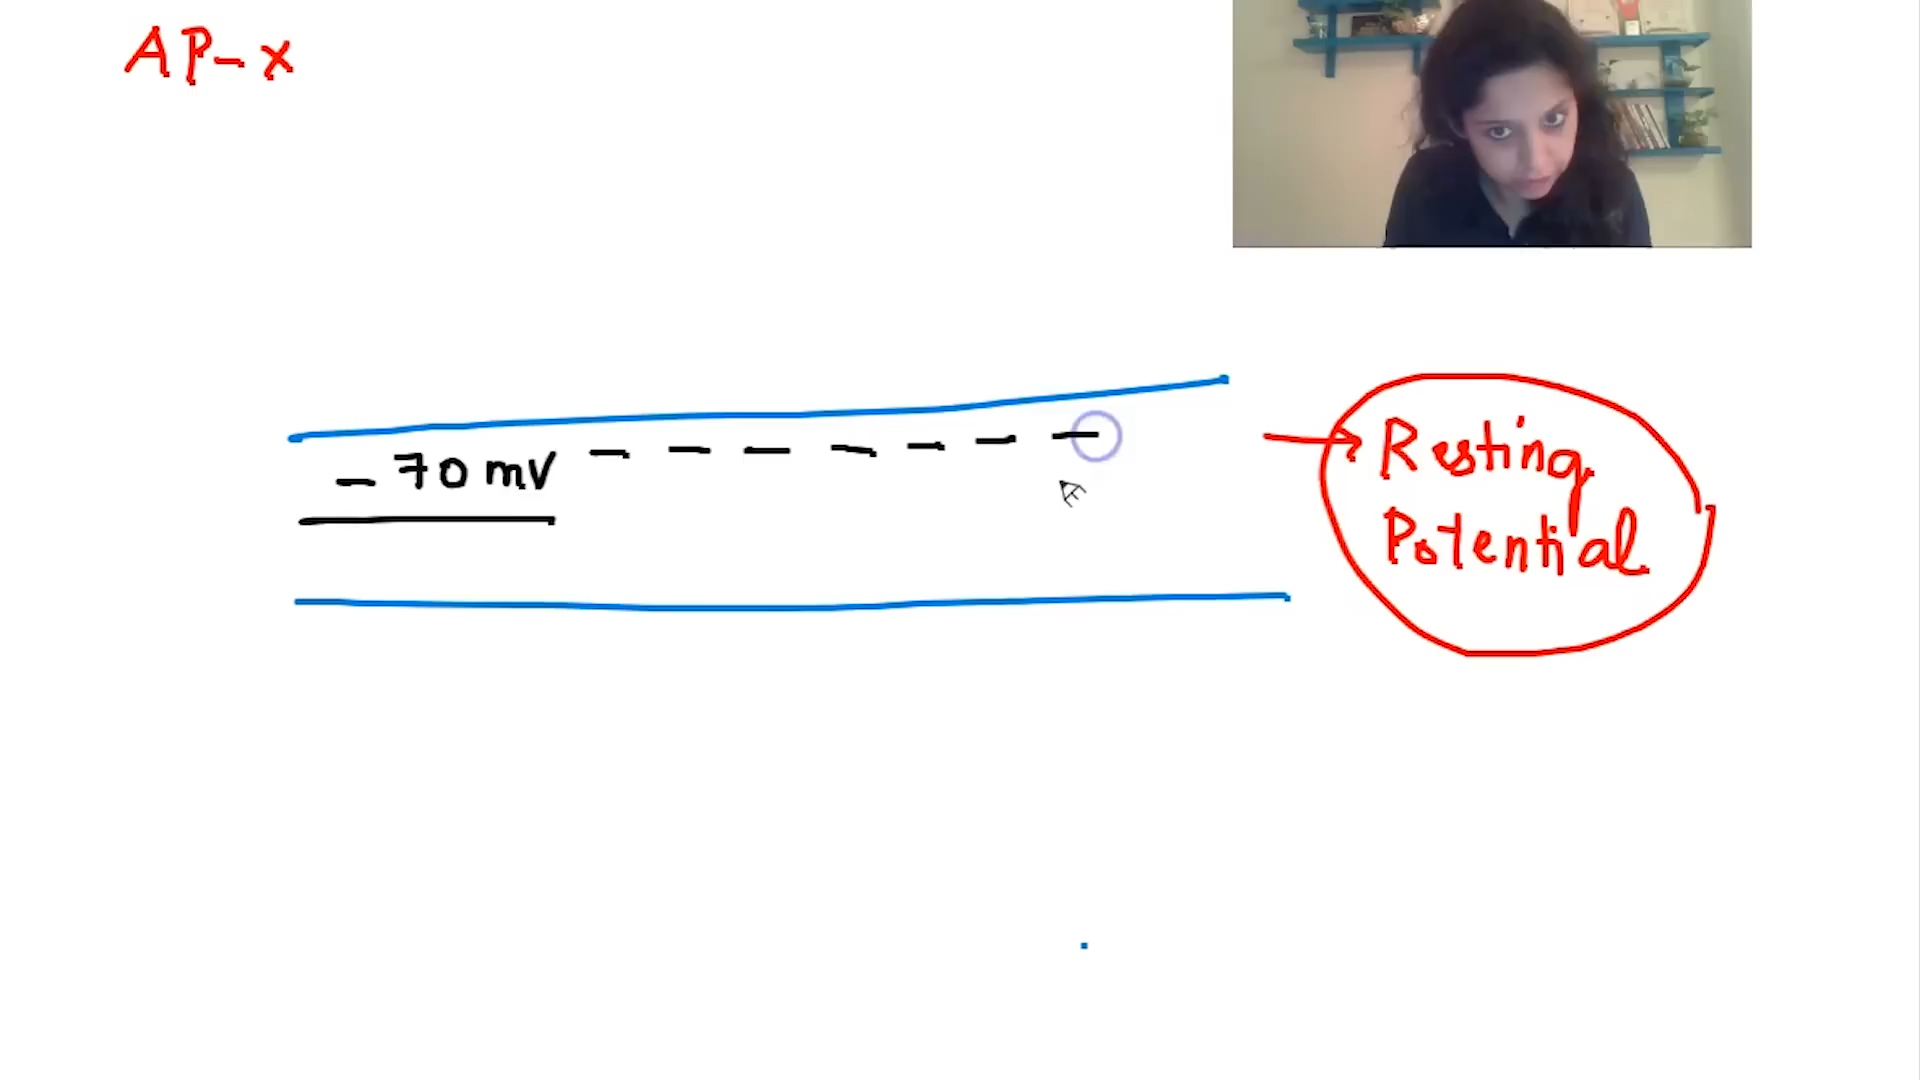 AP- x
- 70 mV
Resting
Potential